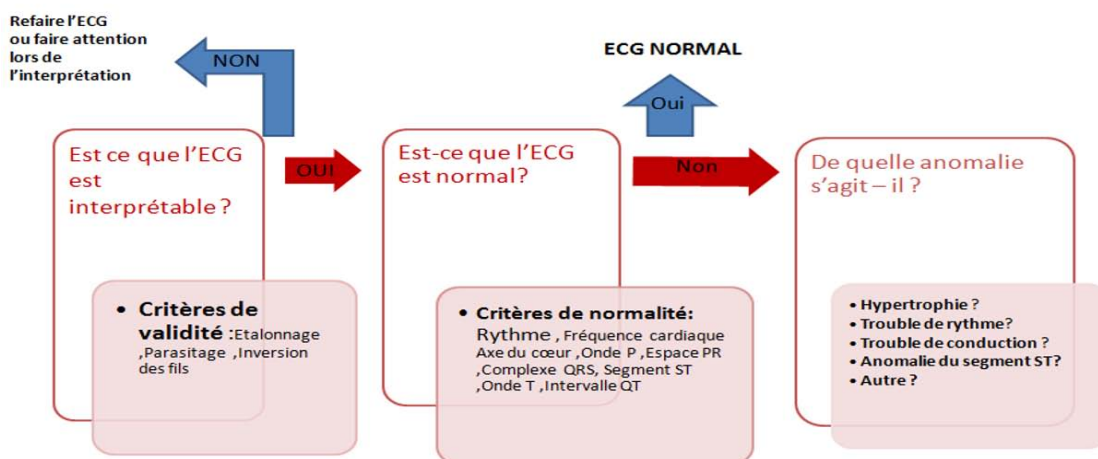 Refaire l'ECG
ou faire attention
lors de
l'interprétation
NON
ECG NORMAL
Oui
Est ce que l'ECG
est
interprétable ?
OUI
Est-ce que l'ECG
est normal?
Non
De quelle anomalie
s'agit – il ?
• Critères de
validité :Etalonnage
,Parasitage ,Inversion
des fils
• Critères de normalité:
Rythme , Fréquence cardiaque
Axe du cœur ,Onde P ,Espace PR
,Complexe QRS, Segment ST
,Onde T ,Intervalle QT
• Hypertrophie ?
• Trouble de rythme?
• Trouble de conduction ?
• Anomalie du segment ST?
• Autre ?